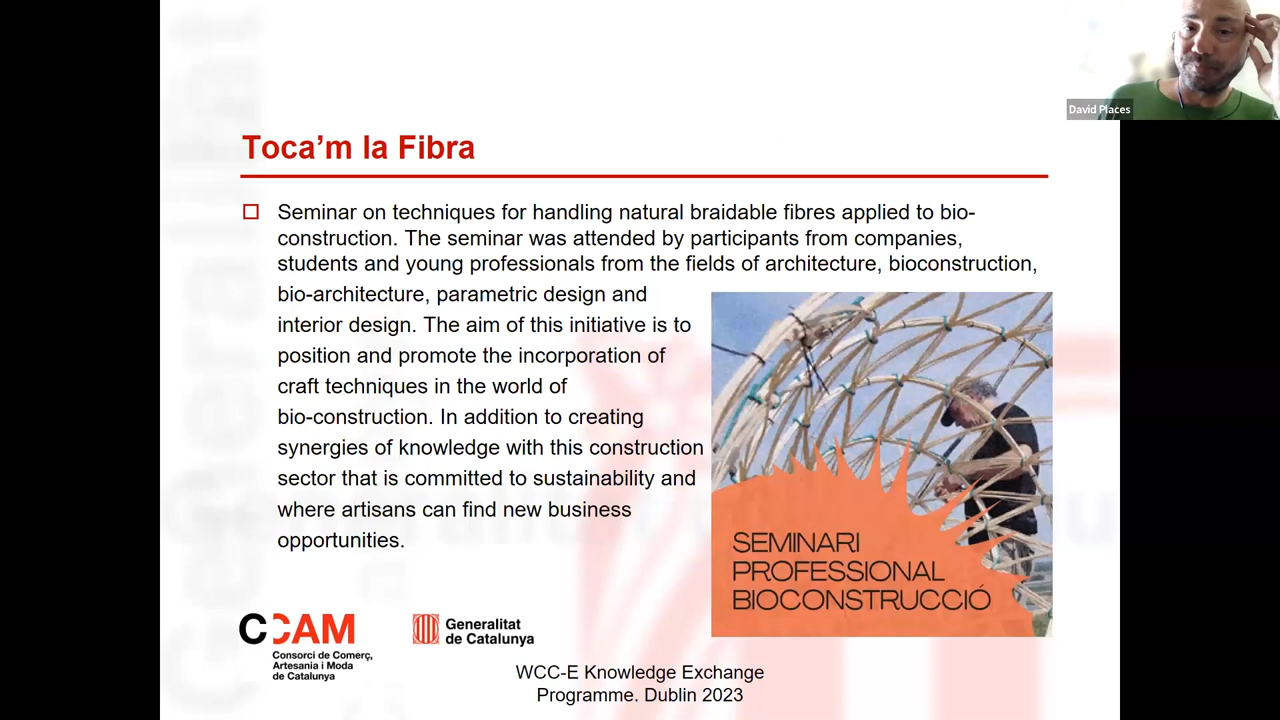 David Places
Toca’m la Fibra
Seminar on techniques for handling natural braidable fibres applied to bio-
construction. The seminar was attended by participants from companies,
students and young professionals from the fields of architecture, bioconstruction,
bio-architecture, parametric design and
interior design. The aim of this initiative is to
position and promote the incorporation of
craft techniques in the world of
bio-construction. In addition to creating
synergies of knowledge with this construction
sector that is committed to sustainability and
where artisans can find new business
opportunities.
SEMINARI
PROFESSIONAL
BIOCONSTRUCCIÓ
CCAM
Consorci de Comerç,
Artesania i Moda
de Catalunya
Generalitat
de Catalunya
WCC-E Knowledge Exchange
Programme. Dublin 2023